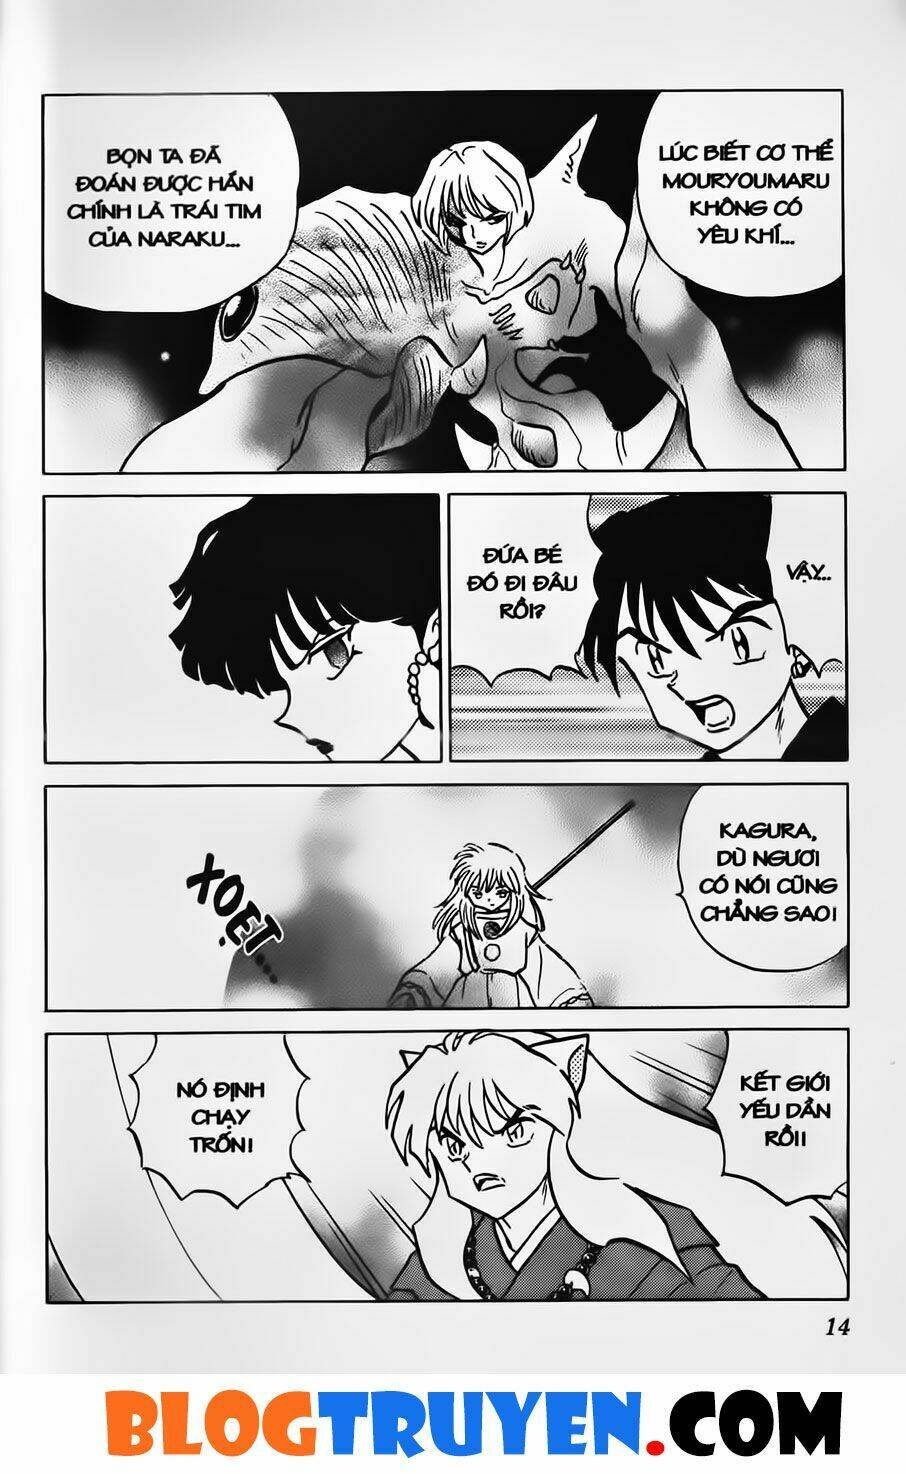 LÚC BIẾT CƠ THỂ
MOURYOUMARU
KHÔNG CÓ
YÊU KHÍ...
BỌN TA ĐÃ
ĐOÁN ĐƯỢC HẮN
CHÍNH LÀ TRÁI TIM
CỦA NARAKU...
VẬY...
ĐỨA BÉ
ĐÓ ĐI ĐÂU
RỒI?
KAGURA,
DÙ NGƯƠI
CÓ NÓI CŨNG
CHẲNG SAO!
XOẸT...
KẾT GIỚI
YẾU DẦN
RỒI!
NÓ ĐỊNH
CHẠY
TRỐN!
14
BLOGTRUYEN.COM